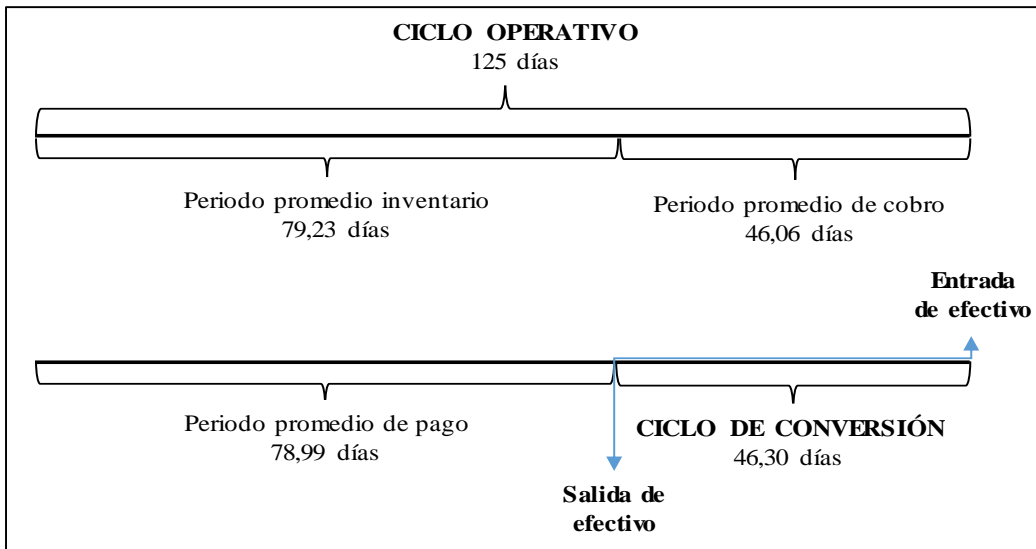 CICLO OPERATIVO
125 días
Periodo promedio inventario
79,23 días
Periodo promedio de cobro
46,06 días
Entrada
de efectivo
Periodo promedio de pago
78,99 días
CICLO DE CONVERSIÓN
46,30 días
Salida de
efectivo